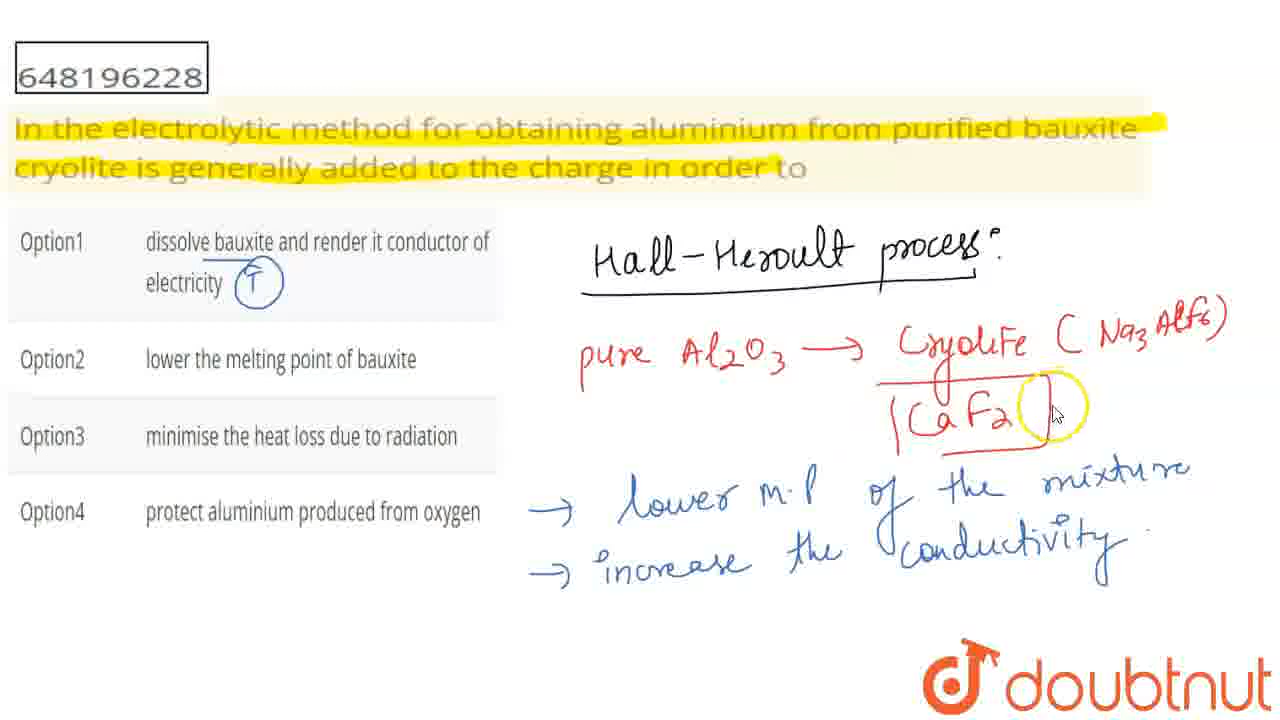 648196228
In the electrolytic method for obtaining aluminium from purified bauxite
cryolite is generally added to the charge in order to
Option1 dissolve bauxite and render it conductor of
electricity T
Option2 lower the melting point of bauxite
Option3 minimise the heat loss due to radiation
Option4 protect aluminium produced from oxygen
Hall-Heroult process:
pure Al2O3 → Cryolite (Na3AlF6)
CaF2
→ lower M.P of the mixture
→ increase the conductivity.
doubtnut